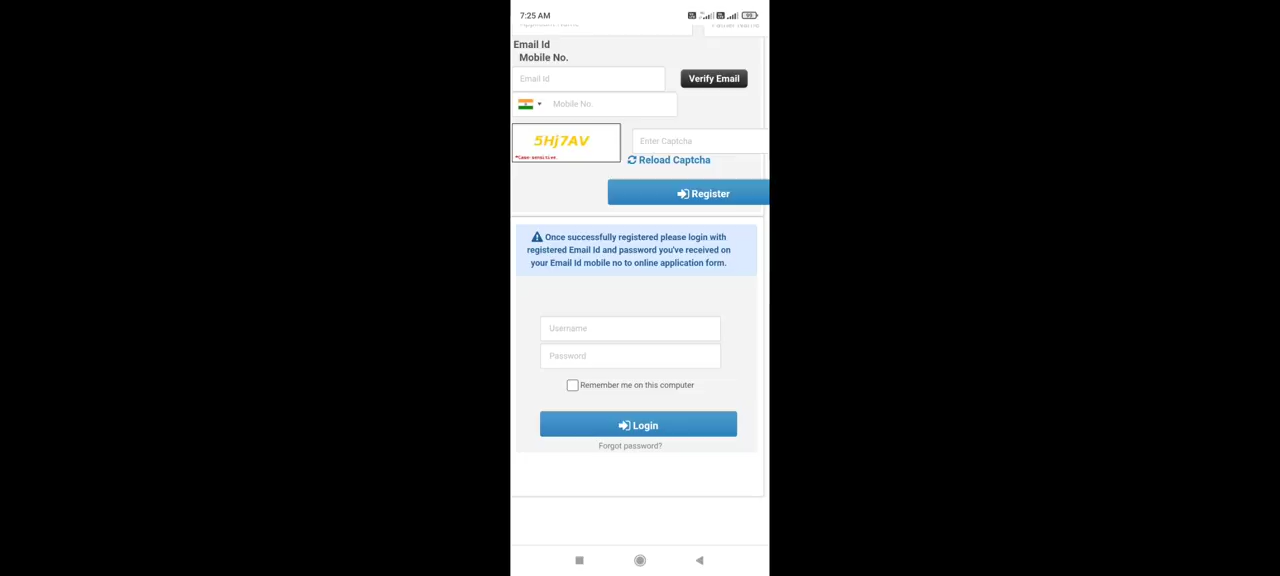 7:25 AM
Email Id
Mobile No.
Email Id
Verify Email
Mobile No.
5Hj7AV
*Case sensitive.
Enter Captcha
Reload Captcha
Register
Once successfully registered please login with
registered Email Id and password you've received on
your Email Id mobile no to online application form.
Username
Password
Remember me on this computer
Login
Forgot password?